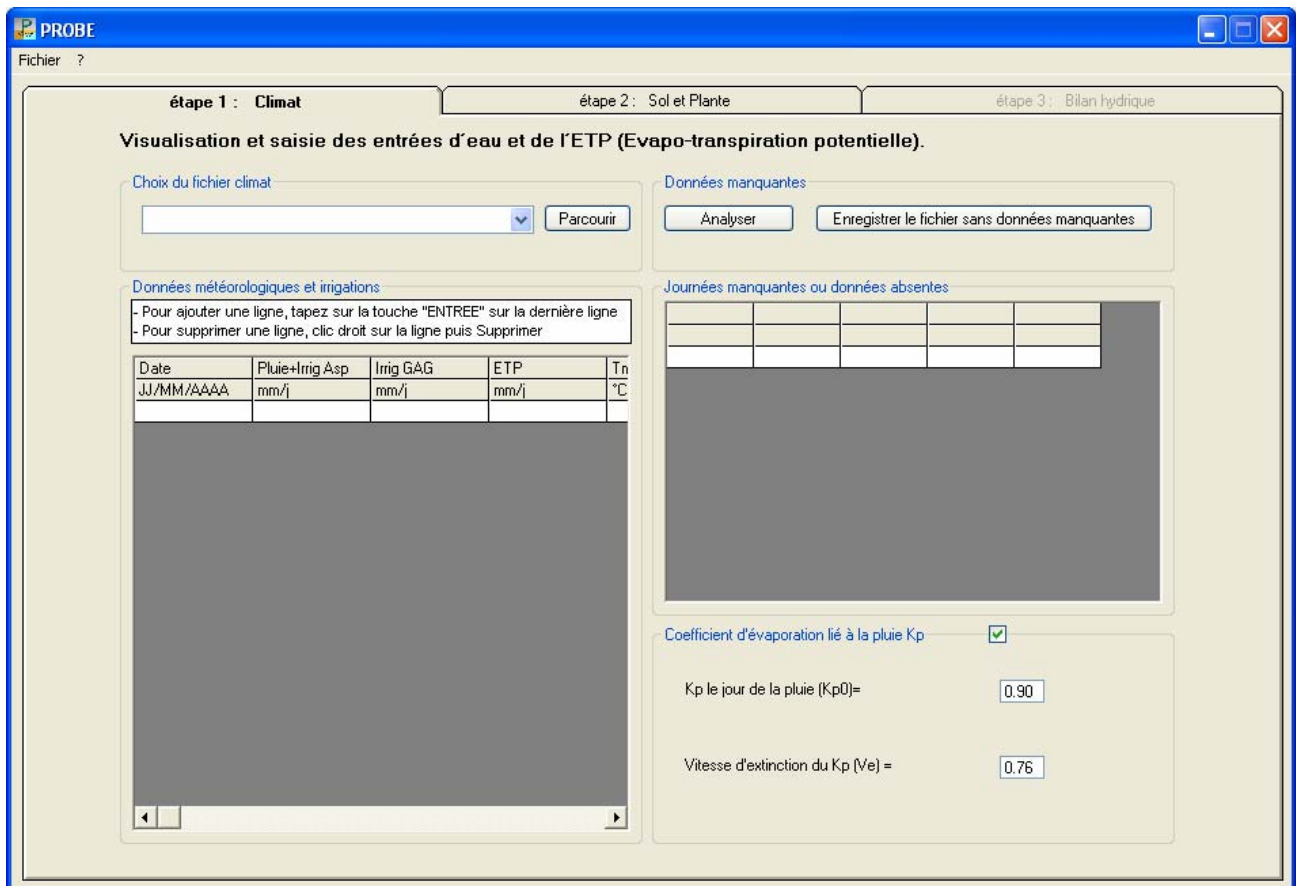 PROBE
Fichier ?
étape 1 : Climat
étape 2 : Sol et Plante
étape 3 : Bilan hydrique
Visualisation et saisie des entrées d´eau et de l´ETP (Evapo-transpiration potentielle).
Choix du fichier climat
Parcourir
Données manquantes
Analyser
Enregistrer le fichier sans données manquantes
Données météorologiques et irrigations
- Pour ajouter une ligne, tapez sur la touche "ENTREE" sur la dernière ligne
- Pour supprimer une ligne, clic droit sur la ligne puis Supprimer
Date Pluie+Irrig Asp Irrig GAG ETP Tn
JJ/MM/AAAA mm/j mm/j mm/j °C
Journées manquantes ou données absentes
Coefficient d'évaporation lié à la pluie Kp
Kp le jour de la pluie (Kp0)= 0.90
Vitesse d'extinction du Kp (Ve) = 0.76